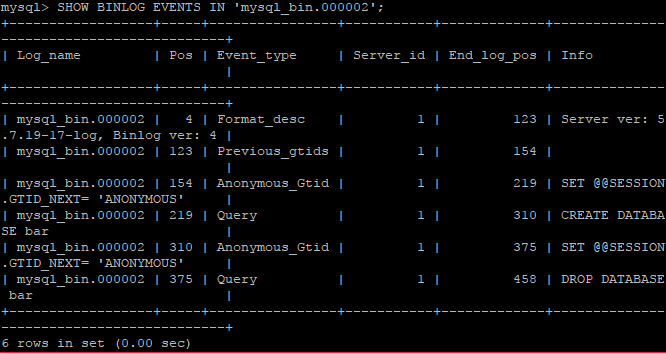 mysql> SHOW BINLOG EVENTS IN 'mysql_bin.000002';
+------------------+-----+----------------+-----------+-------------+--------------
----------------------------+
| Log_name         | Pos | Event_type     | Server_id | End_log_pos | Info
                            |
+------------------+-----+----------------+-----------+-------------+--------------
----------------------------+
| mysql_bin.000002 |   4 | Format_desc    |         1 |         123 | Server ver: 5
.7.19-17-log, Binlog ver: 4 |
| mysql_bin.000002 | 123 | Previous_gtids |         1 |         154 |
                            |
| mysql_bin.000002 | 154 | Anonymous_Gtid |         1 |         219 | SET @@SESSION
.GTID_NEXT= 'ANONYMOUS'     |
| mysql_bin.000002 | 219 | Query          |         1 |         310 | CREATE DATABA
SE bar                      |
| mysql_bin.000002 | 310 | Anonymous_Gtid |         1 |         375 | SET @@SESSION
.GTID_NEXT= 'ANONYMOUS'     |
| mysql_bin.000002 | 375 | Query          |         1 |         458 | DROP DATABASE
 bar                        |
+------------------+-----+----------------+-----------+-------------+--------------
----------------------------+
6 rows in set (0.00 sec)